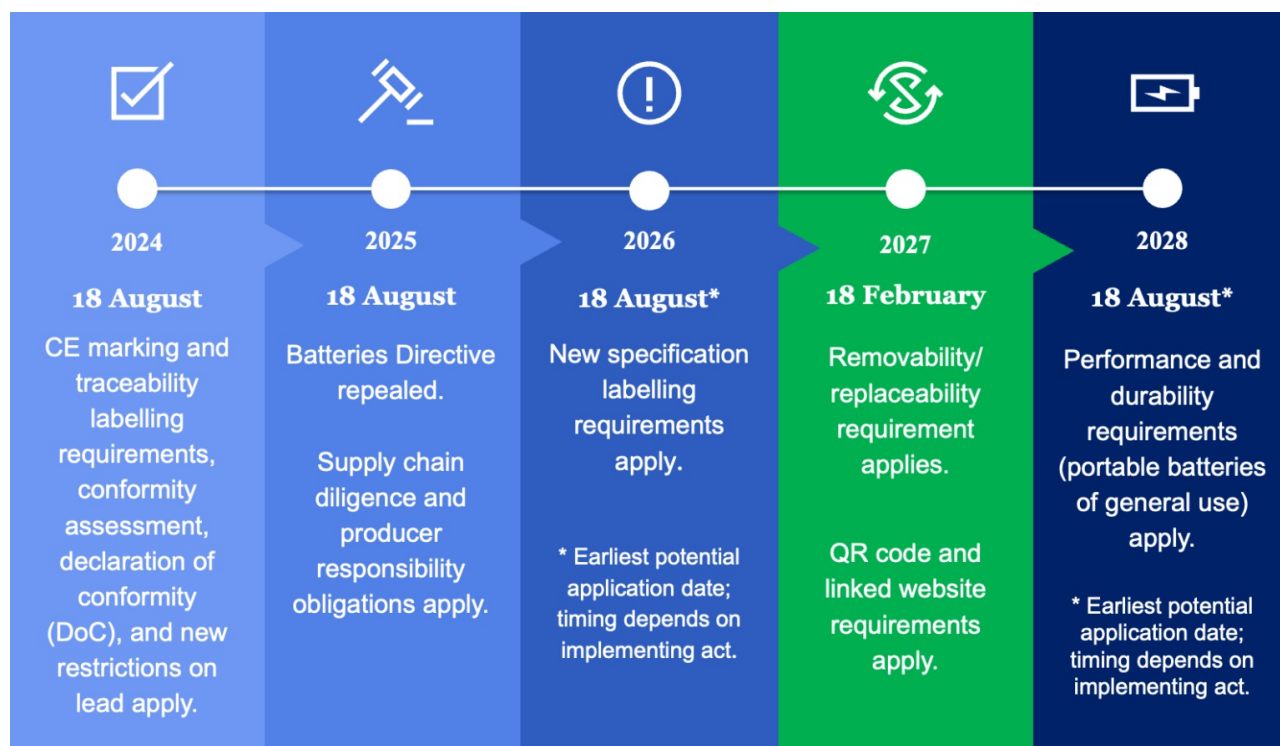 2024
18 August
CE marking and
traceability
labelling
requirements,
conformity
assessment,
declaration of
conformity
(DoC), and new
restrictions on
lead apply.
2025
18 August
Batteries Directive
repealed.
Supply chain
diligence and
producer
responsibility
obligations apply.
2026
18 August*
New specification
labelling
requirements
apply.
* Earliest potential
application date;
timing depends on
implementing act.
2027
18 February
Removability/
replaceability
requirement
applies.
QR code and
linked website
requirements
apply.
2028
18 August*
Performance and
durability
requirements
(portable batteries
of general use)
apply.
* Earliest potential
application date;
timing depends on
implementing act.